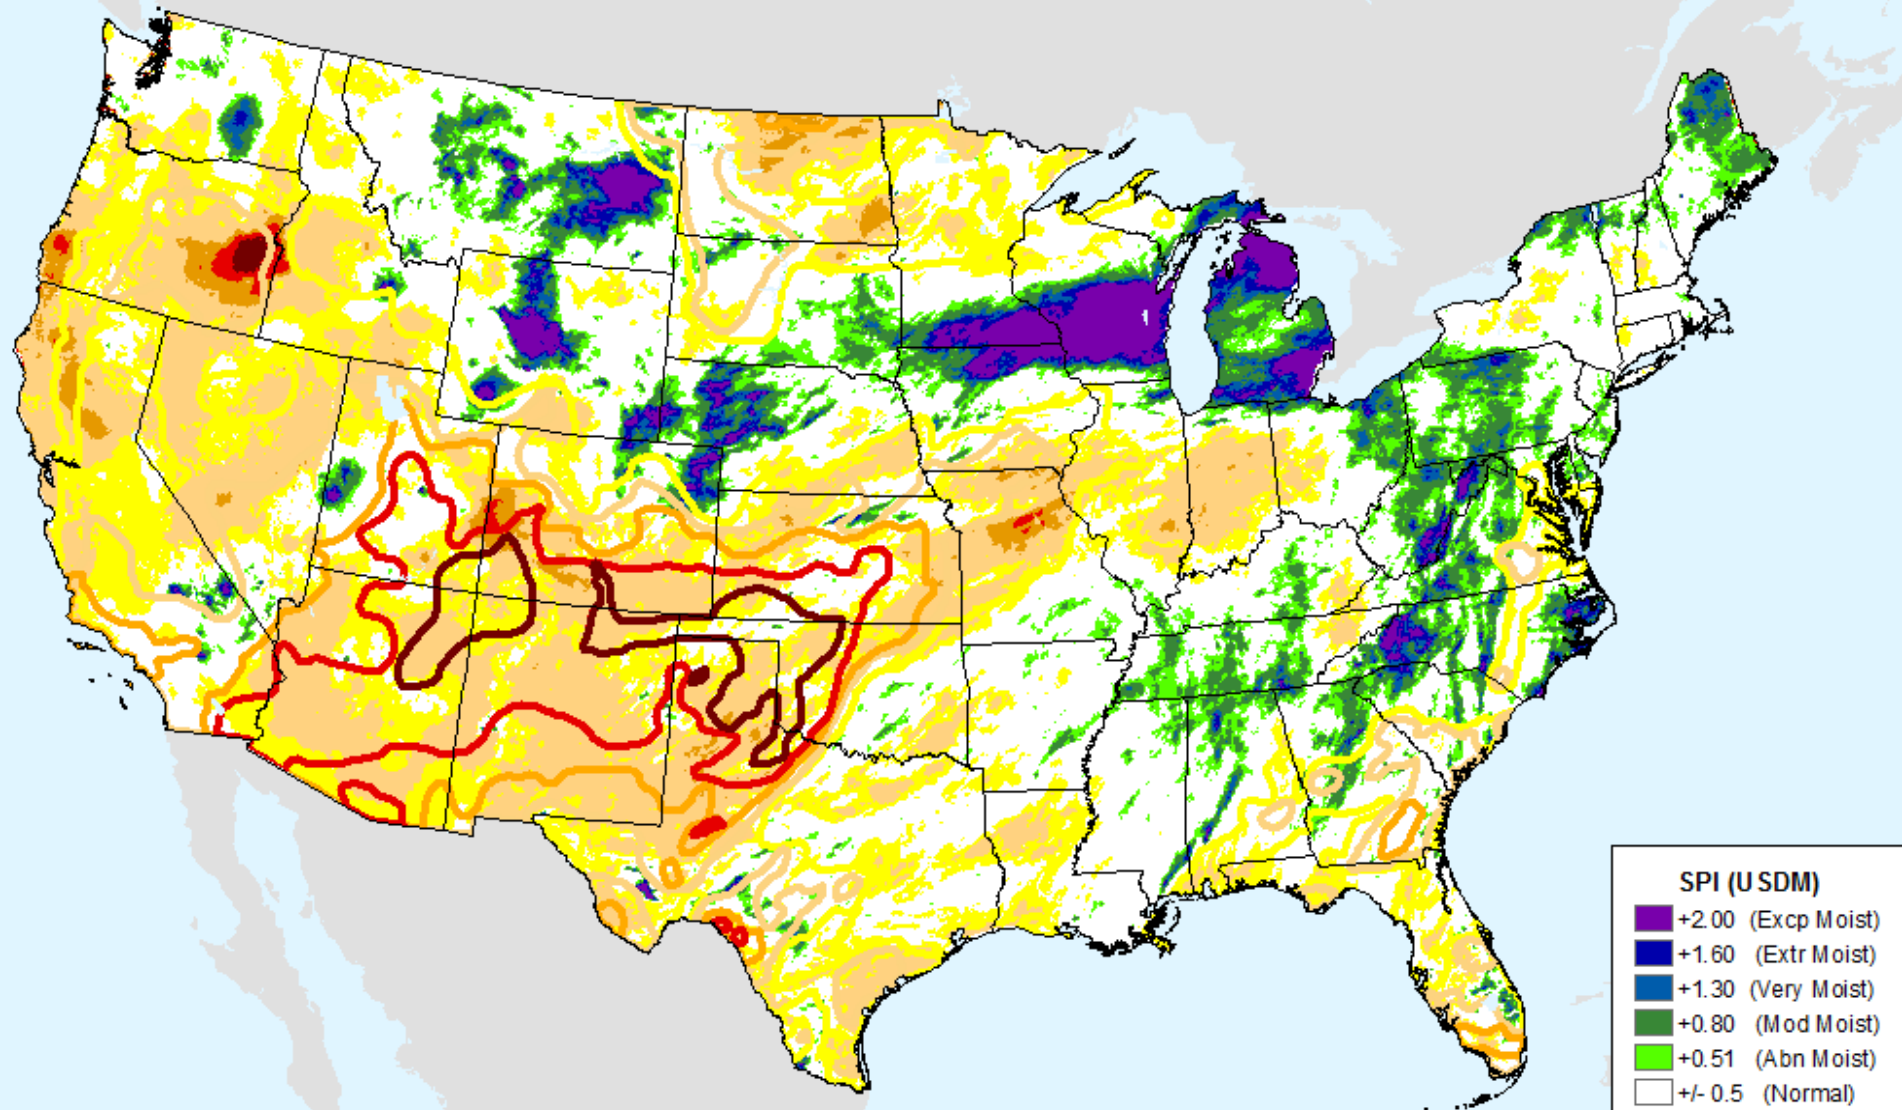 SPI (USDM)
+2.00 (Excp Moist)
+1.60 (Extr Moist)
+1.30 (Very Moist)
+0.80 (Mod Moist)
+0.51 (Abn Moist)
+/- 0.5 (Normal)